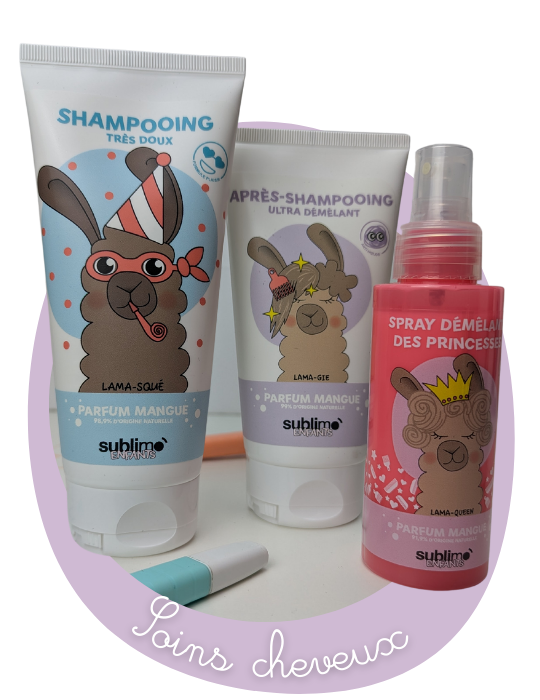 SHAMPOOING
TRÈS DOUX
LAMA-SQUÉ
PARFUM MANGUE
sublimo
ENFANTS
APRÈS-SHAMPOOING
ULTRA DÉMÊLANT
LAMA-GIE
PARFUM MANGUE
99% D'ORIGINE NATURELLE
sublimo
ENFANTS
SPRAY DÉMÊLAN
DES PRINCESSE
LAMA-QUEEN
PARFUM MANGUE
sublimo
ENFANTS
Soins cheveux